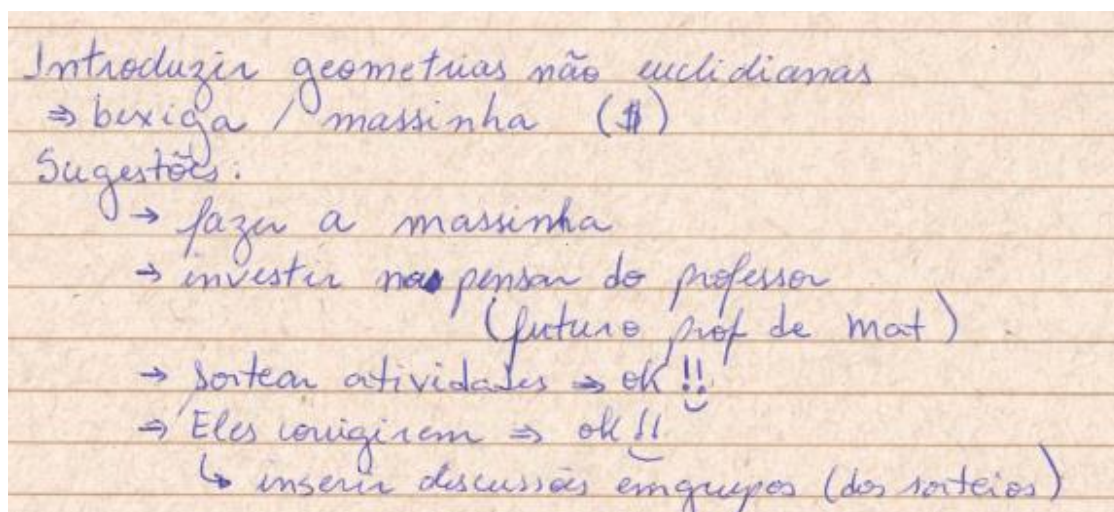 Introduzir geometrias não euclidianas
⇒ bexiga / massinha ($)
Sugestões:
→ fazer a massinha
→ investir no pensar do professor
(futuro prof de mat)
→ Sortear atividades ⇒ ok!!
⇒ Eles corrigirem ⇒ ok!!
↳ inserir discussões em grupos (dos sorteios)